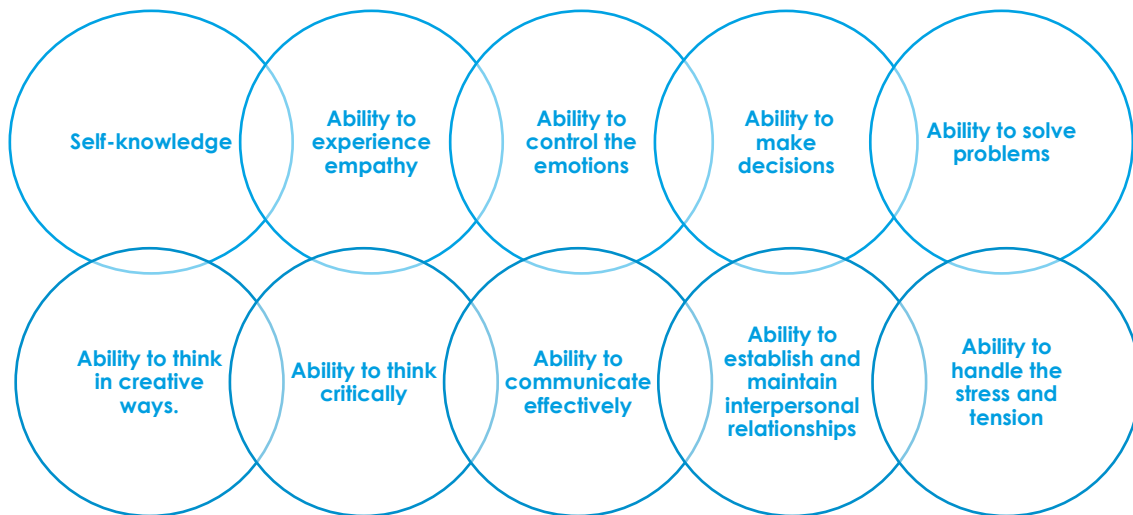 Self-knowledge
Ability to
experience
empathy
Ability to
control the
emotions
Ability to
make
decisions
Ability to solve
problems
Ability to think
in creative
ways.
Ability to think
critically
Ability to
communicate
effectively
Ability to
establish and
maintain
interpersonal
relationships
Ability to
handle the
stress and
tension